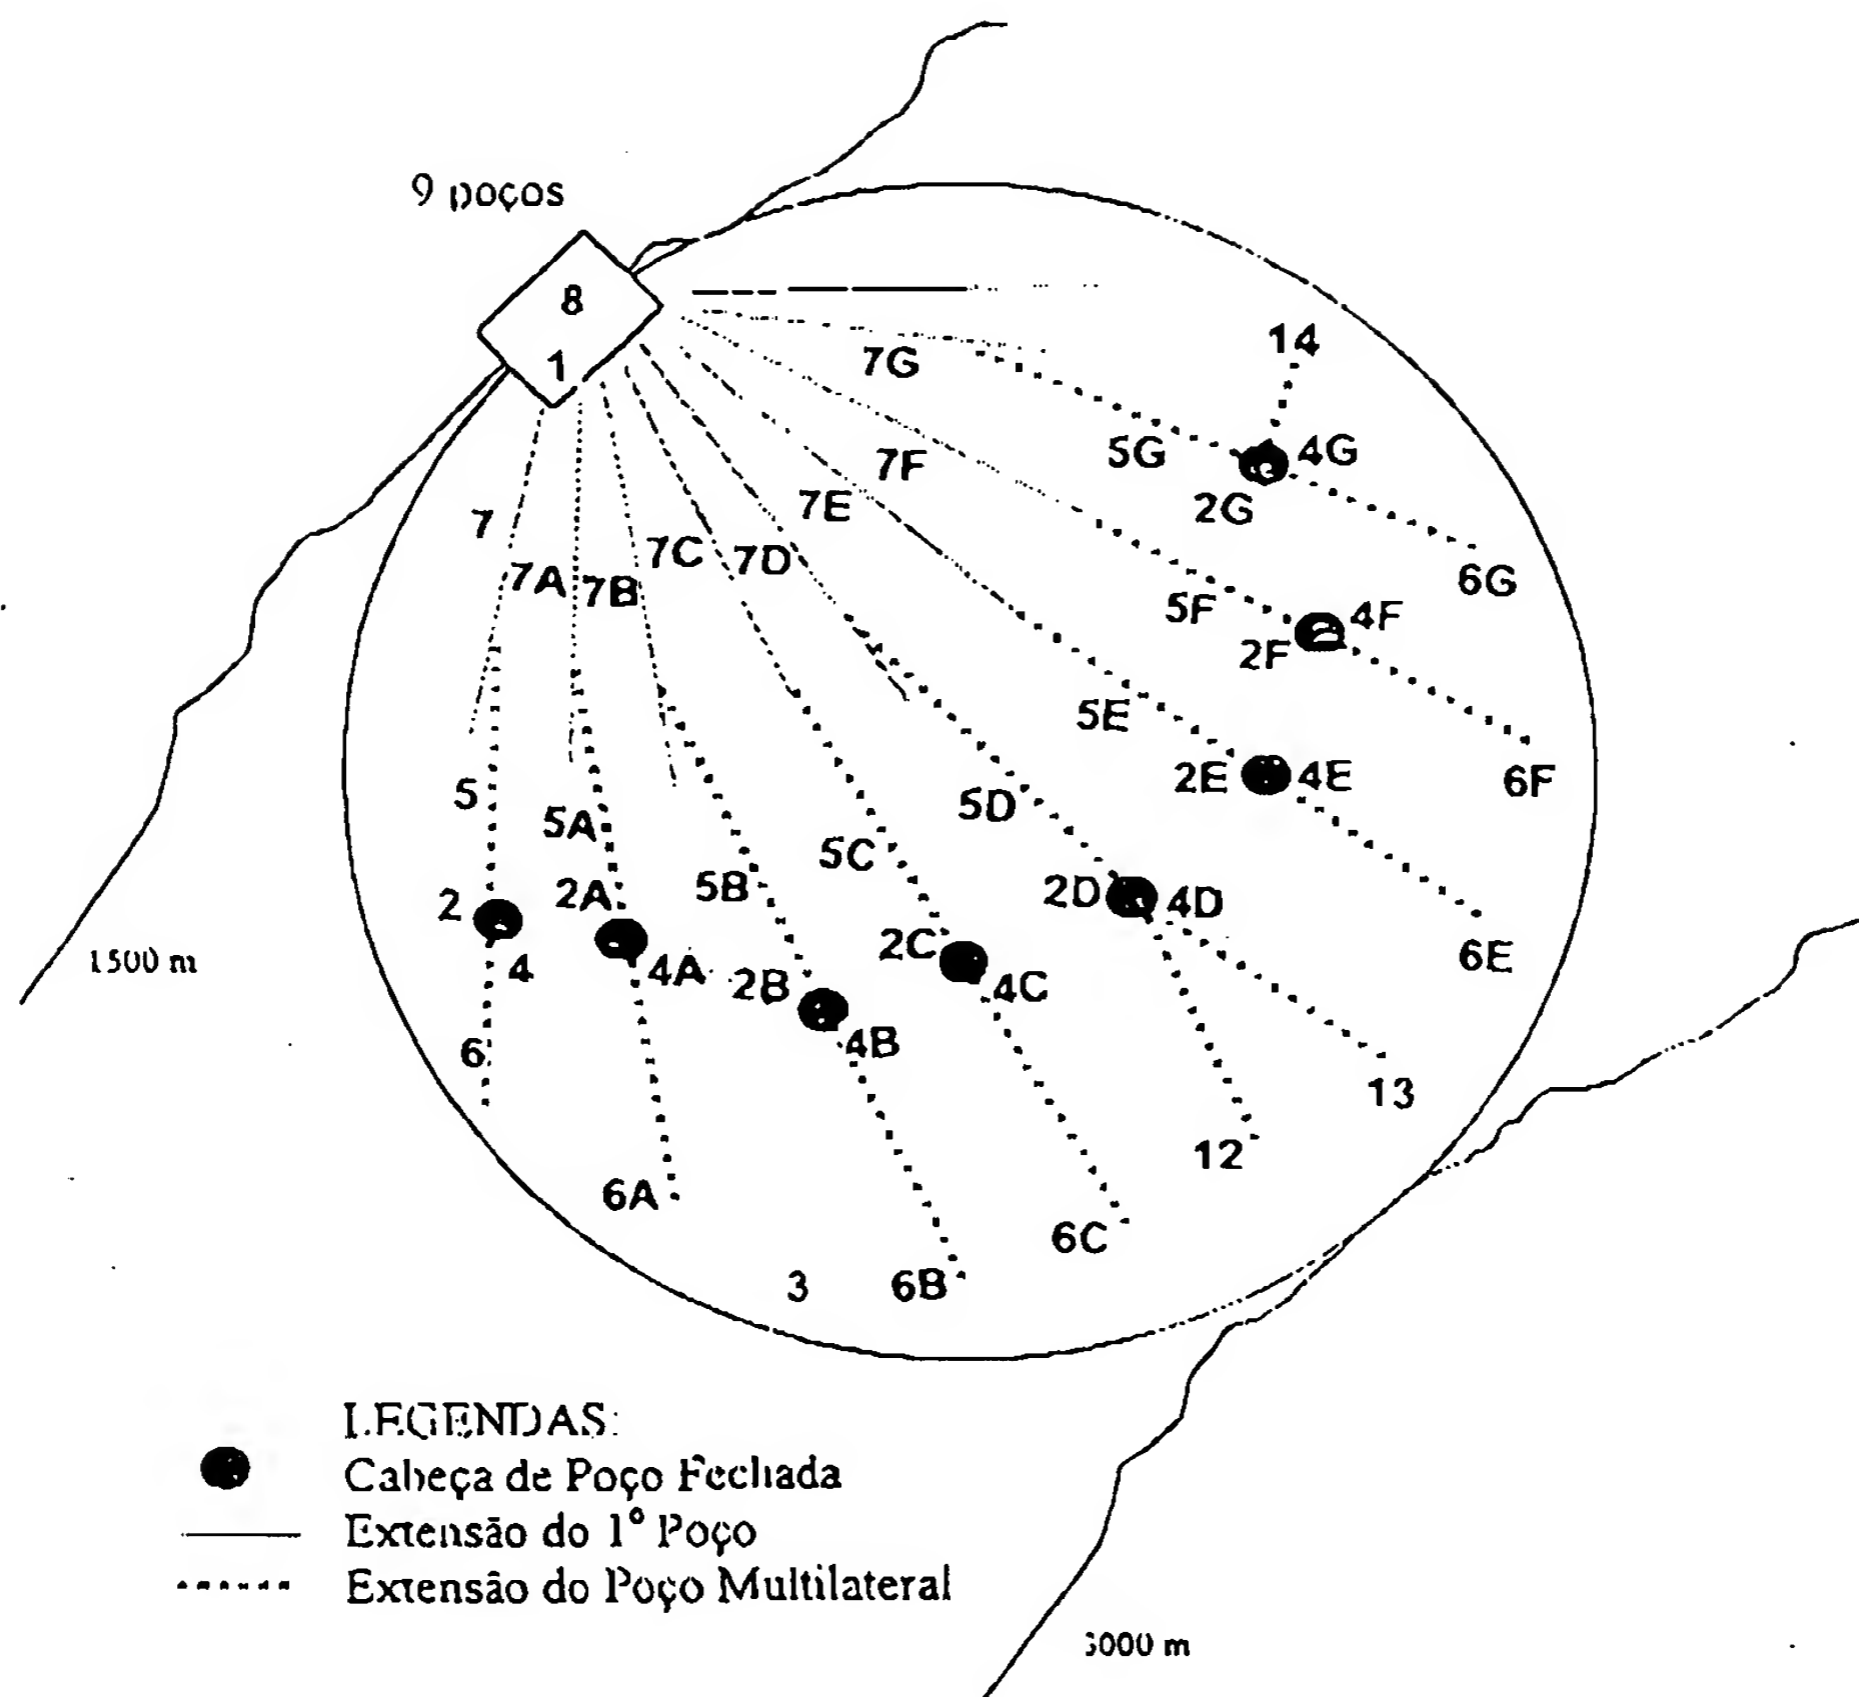 9 poços
8
1
14
7G
5G
4G
2G
7F
7E
6G
7
7C
7D
7A
7B
5F
4F
2F
5E
2E
4E
6F
5
5A
5D
5C
5B
2
2A
2D
4D
2C
6E
1500 m
4
4A
2B
4C
4B
6
13
12
6A
6C
3
6B
LEGENDAS:
Cabeça de Poço Fechada
Extensão do 1º Poço
Extensão do Poço Multilateral
3000 m